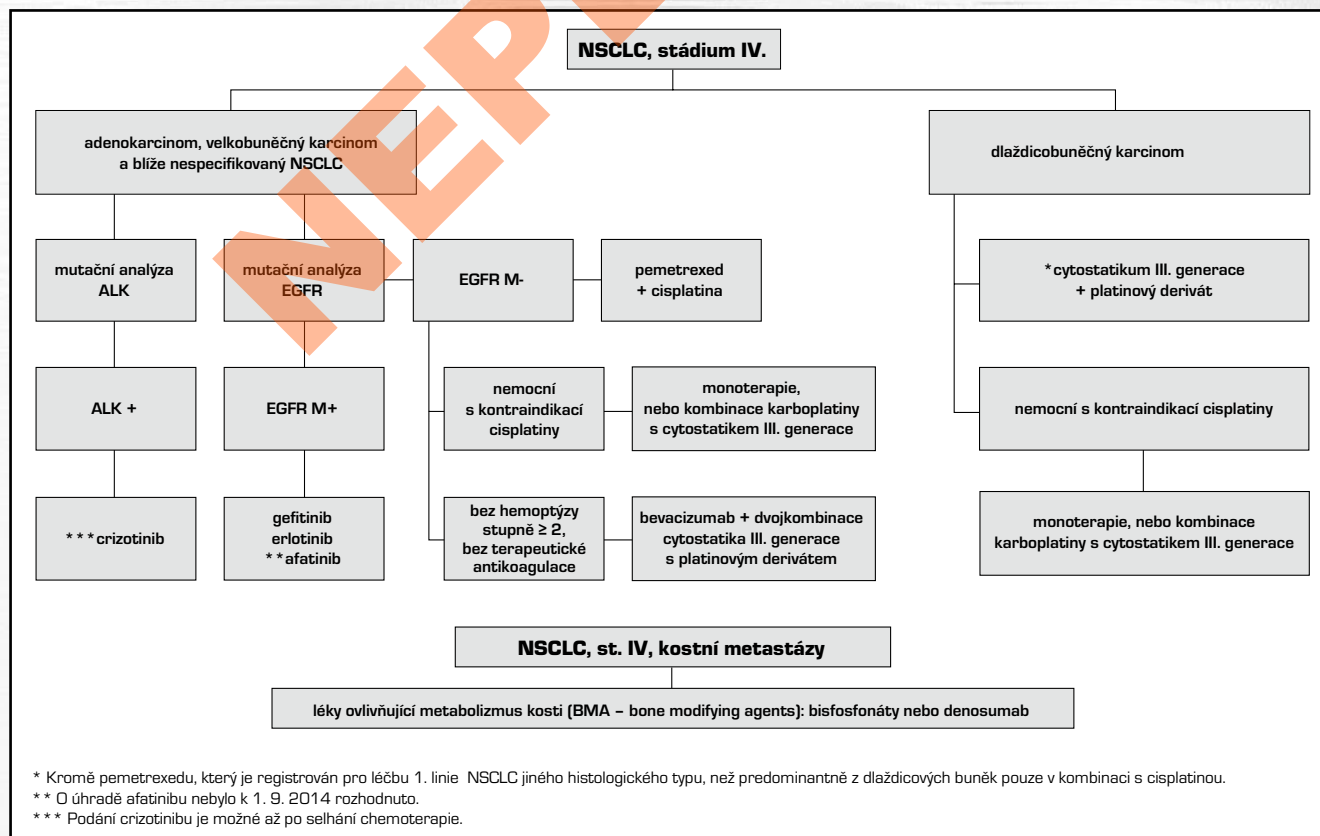 NSCLC, stádium IV.
adenokarcinom, velkobuněčný karcinom
a blíže nespecifikovaný NSCLC
dlaždicobuněčný karcinom
mutační analýza
ALK
mutační analýza
EGFR
EGFR M-
pemetrexed
+ cisplatina
*cytostatikum III. generace
+ platinový derivát
ALK +
EGFR M+
nemocní
s kontraindikací
cisplatiny
monoterapie,
nebo kombinace karboplatiny
s cytostatikem III. generace
nemocní s kontraindikací cisplatiny
***crizotinib
gefitinib
erlotinib
**afatinib
bez hemoptýzy
stupně ≥ 2,
bez terapeutické
antikoagulace
bevacizumab + dvojkombinace
cytostatika III. generace
s platinovým derivátem
monoterapie, nebo kombinace
karboplatiny s cytostatikem III. generace
NSCLC, st. IV, kostní metastázy
léky ovlivňující metabolizmus kosti (BMA – bone modifying agents): bisfosfonáty nebo denosumab
* Kromě pemetrexedu, který je registrován pro léčbu 1. linie NSCLC jiného histologického typu, než predominantně z dlaždicových buněk pouze v kombinaci s cisplatinou.
** O úhradě afatinibu nebylo k 1. 9. 2014 rozhodnuto.
*** Podání crizotinibu je možné až po selhání chemoterapie.